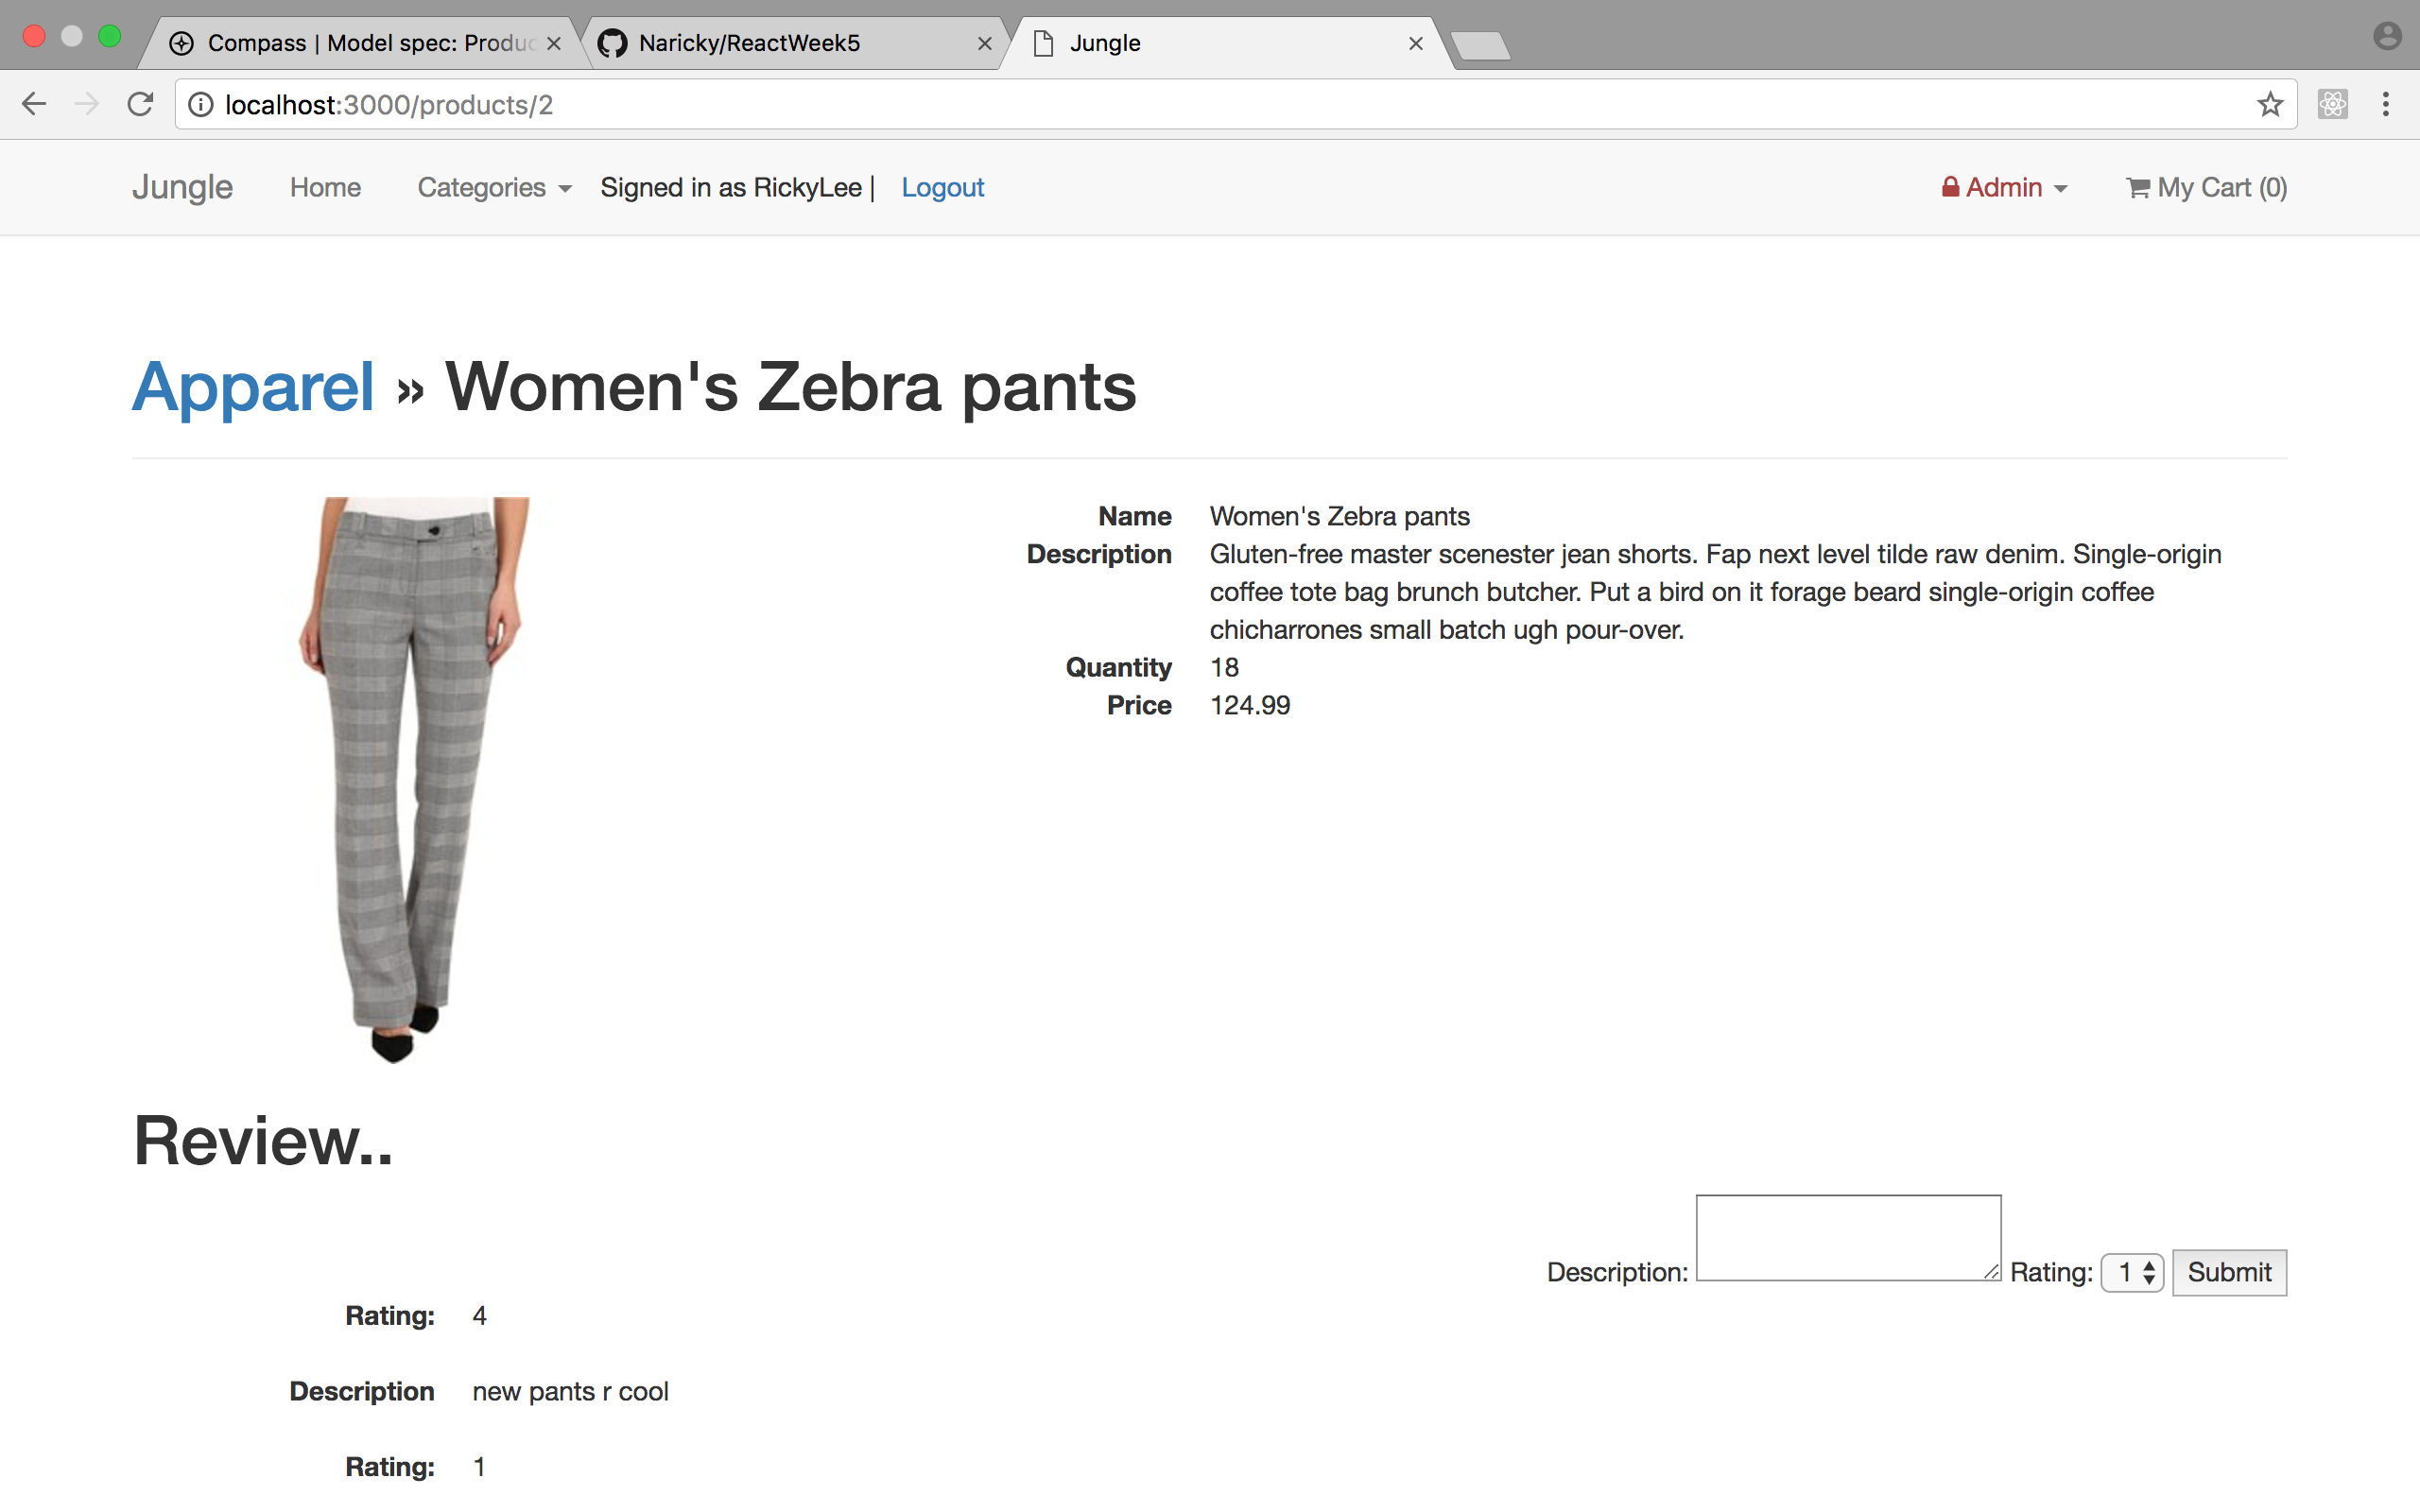 Compass | Model spec: Produc
Naricky/ReactWeek5
Jungle
localhost:3000/products/2
Jungle Home Categories Signed in as RickyLee | Logout Admin My Cart (0)
Apparel » Women's Zebra pants
Name Women's Zebra pants
Description Gluten-free master scenester jean shorts. Fap next level tilde raw denim. Single-origin
coffee tote bag brunch butcher. Put a bird on it forage beard single-origin coffee
chicharrones small batch ugh pour-over.
Quantity 18
Price 124.99
Review..
Description: Rating: 1 Submit
Rating: 4
Description new pants r cool
Rating: 1